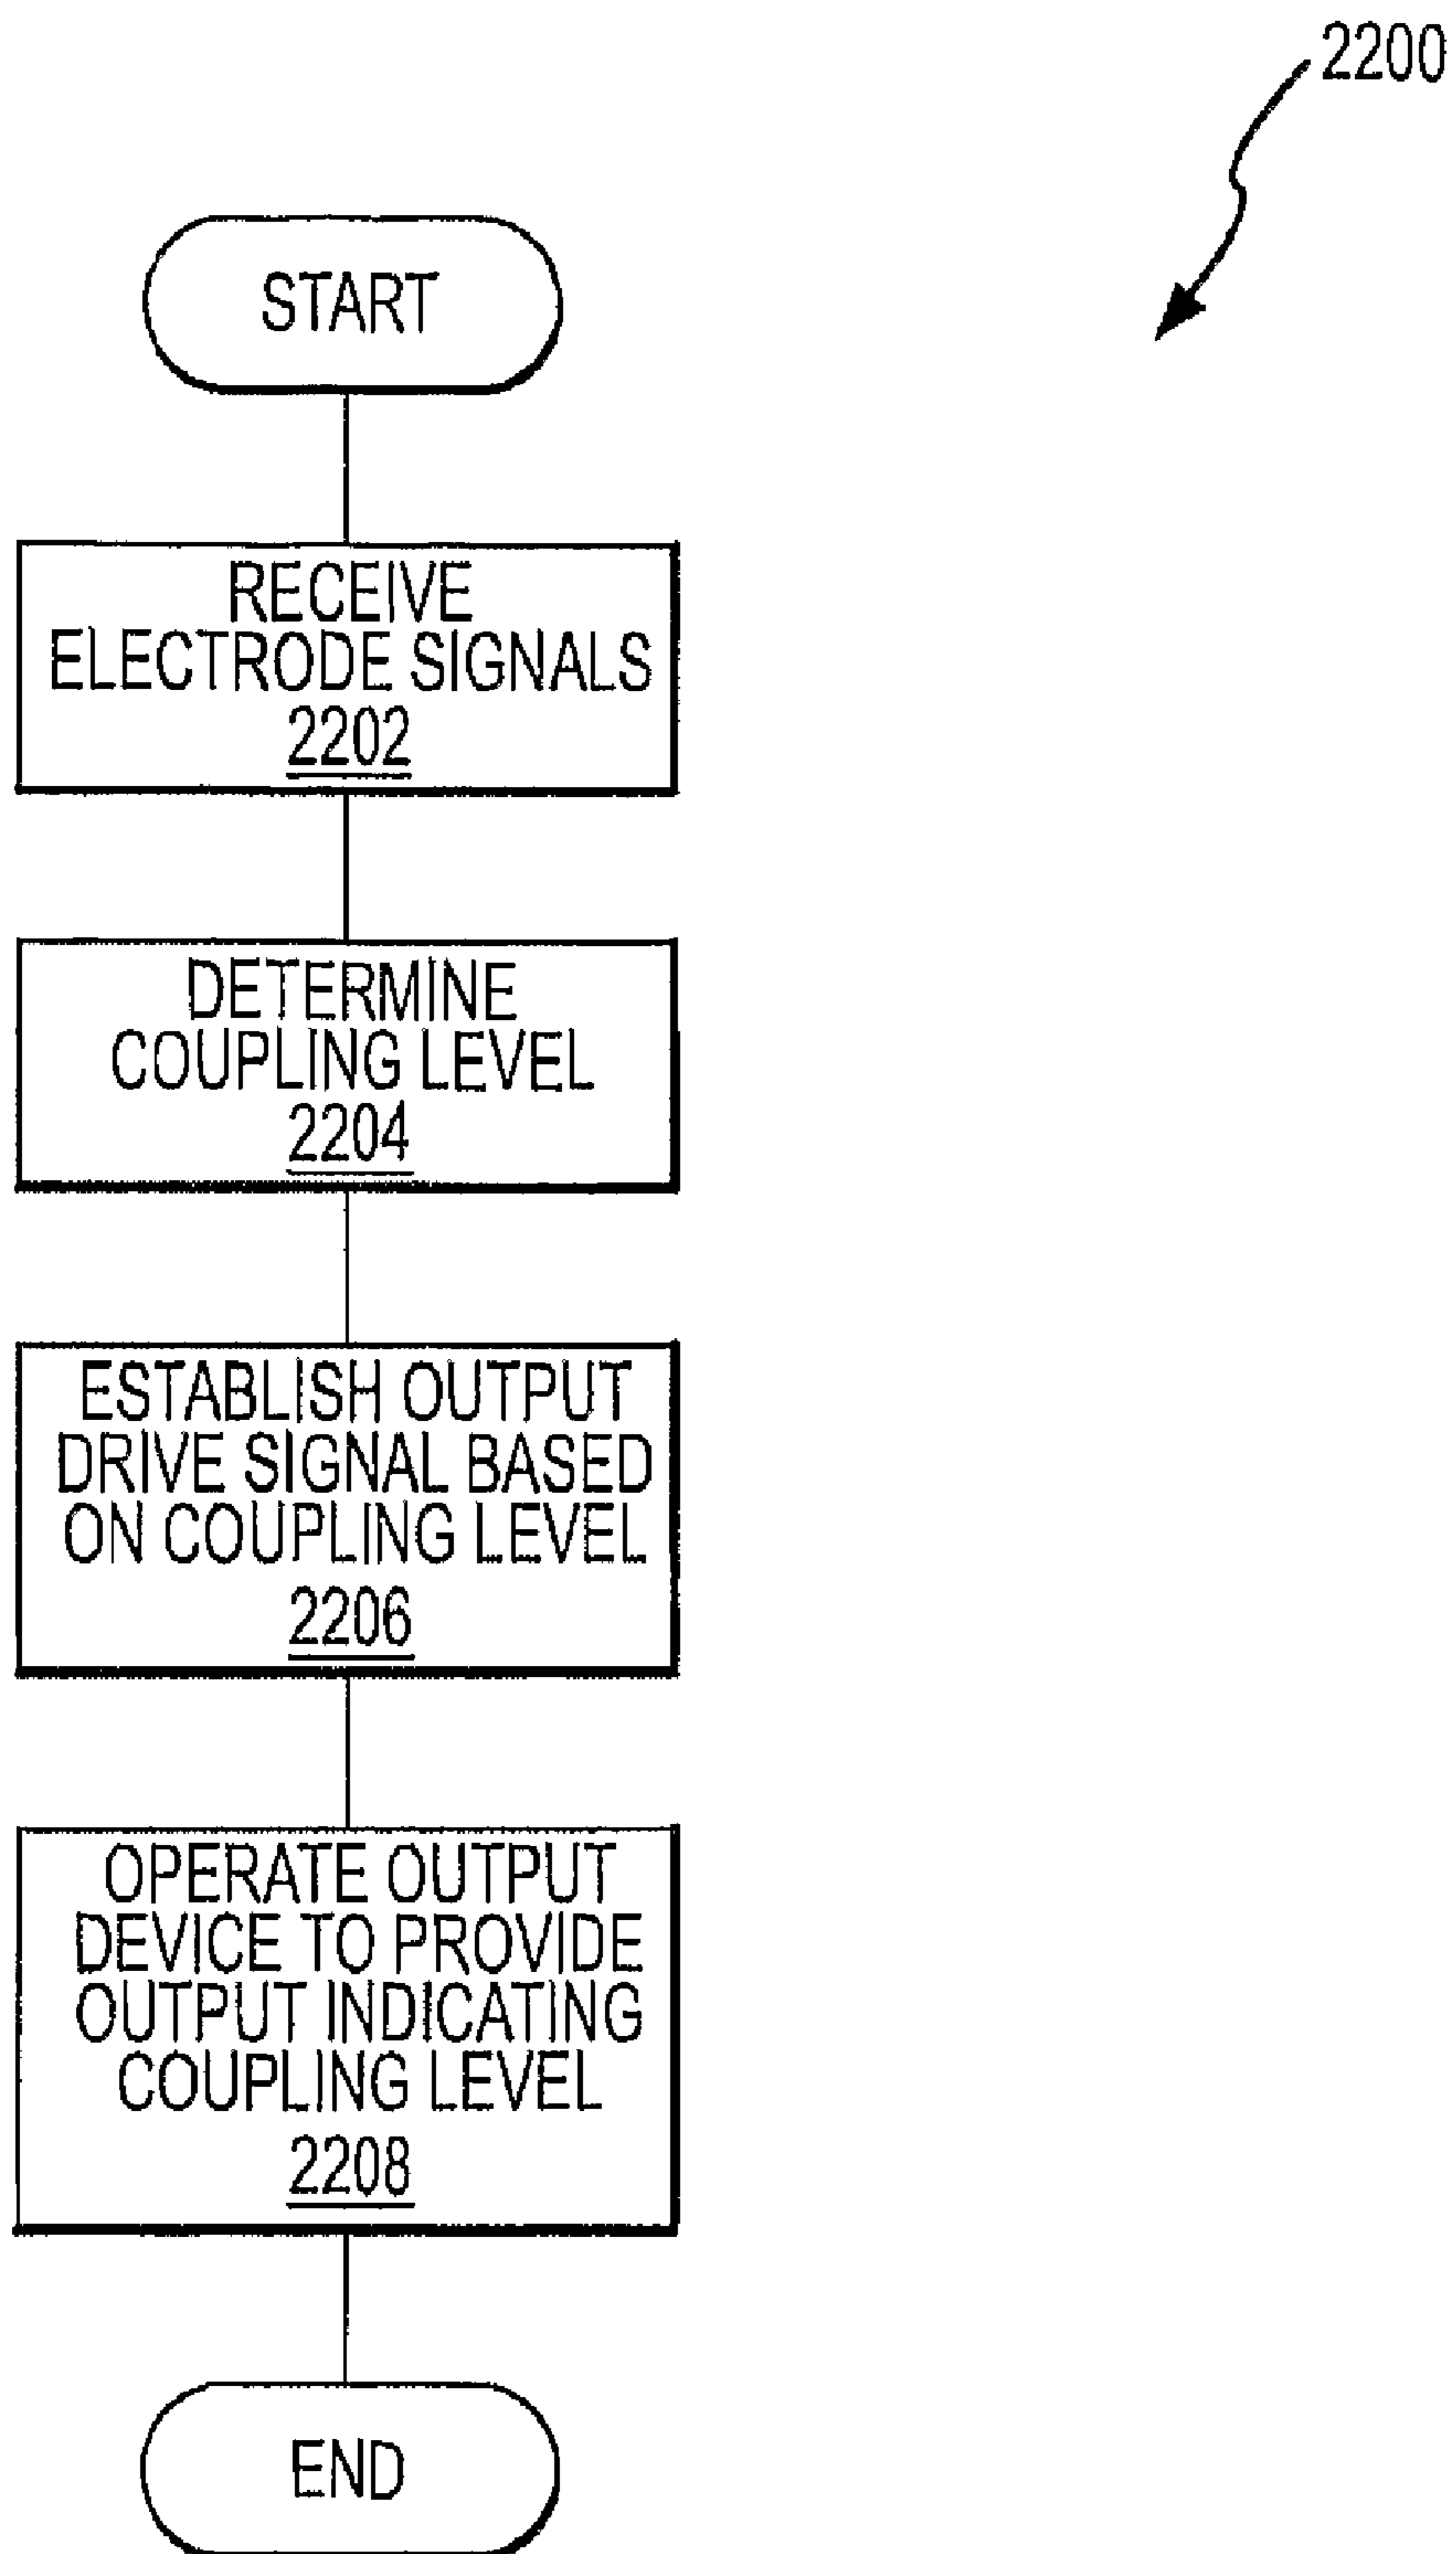 2200
START
RECEIVE
ELECTRODE SIGNALS
2202
DETERMINE
COUPLING LEVEL
2204
ESTABLISH OUTPUT
DRIVE SIGNAL BASED
ON COUPLING LEVEL
2206
OPERATE OUTPUT
DEVICE TO PROVIDE
OUTPUT INDICATING
COUPLING LEVEL
2208
END